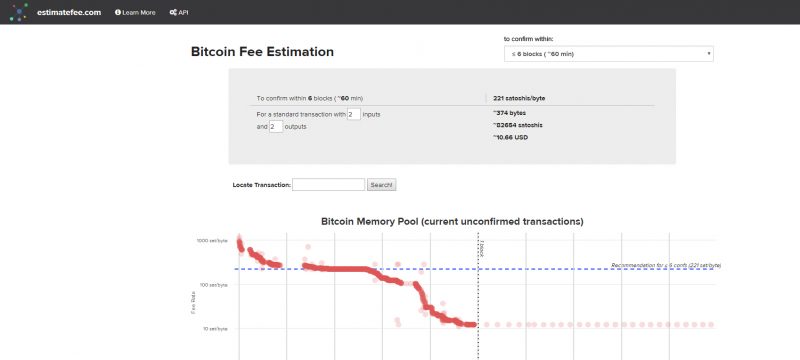 estimatefee.com Learn More API
Bitcoin Fee Estimation
to confirm within:
≤ 6 blocks ( ~60 min)
To confirm within 6 blocks ( ~60 min) 221 satoshis/byte
For a standard transaction with 2 inputs
and 2 outputs
~374 bytes
~82654 satoshis
~10.66 USD
Locate Transaction: Search!
Bitcoin Memory Pool (current unconfirmed transactions)
1000 sat/byte
100 sat/byte
10 sat/byte
Fee Rate
Recommendation for ≤ 6 confs (221 sat/byte)